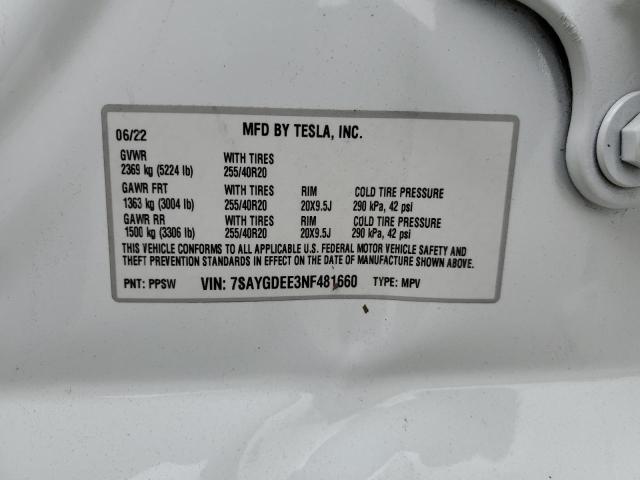 06/22 MFD BY TESLA, INC.
GVWR WITH TIRES
2369 kg (5224 lb) 255/40R20
GAWR FRT WITH TIRES RIM COLD TIRE PRESSURE
1363 kg (3004 lb) 255/40R20 20X9.5J 290 kPa, 42 psi
GAWR RR WITH TIRES RIM COLD TIRE PRESSURE
1500 kg (3306 lb) 255/40R20 20X9.5J 290 kPa, 42 psi
THIS VEHICLE CONFORMS TO ALL APPLICABLE U.S. FEDERAL MOTOR VEHICLE SAFETY AND
THEFT PREVENTION STANDARDS IN EFFECT ON THE DATE OF MANUFACTURE SHOWN ABOVE.
PNT: PPSW VIN: 7SAYGDEE3NF481660 TYPE: MPV